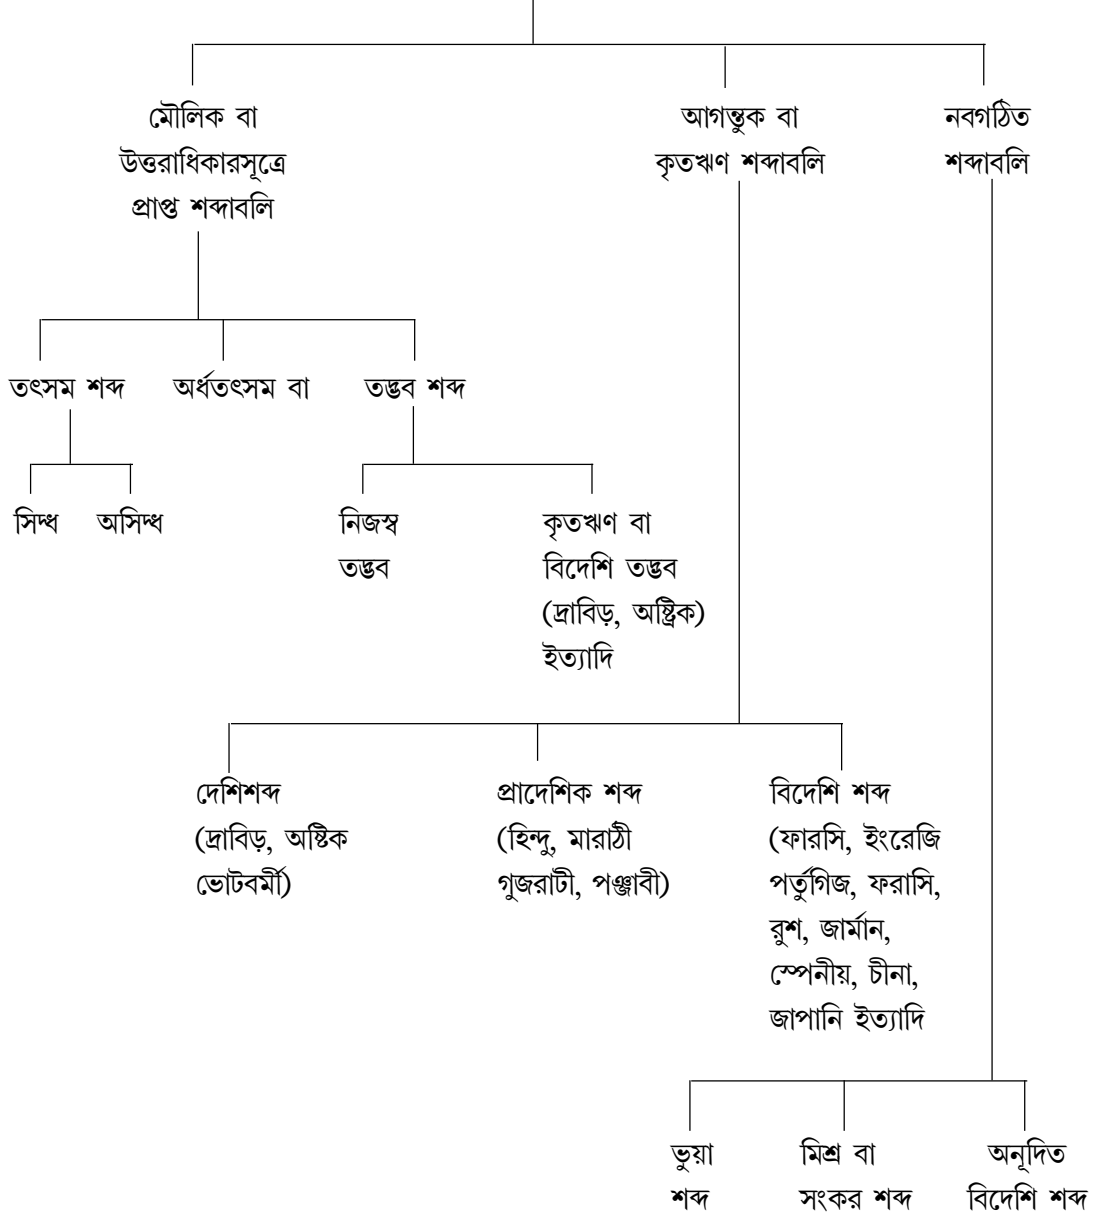 মৌলিক বা
উত্তরাধিকারসূত্রে
প্রাপ্ত শব্দাবলি
আগন্তুক বা
কৃতঋণ শব্দাবলি
নবগঠিত
শব্দাবলি
তৎসম শব্দ
অর্ধতৎসম বা
তদ্ভব শব্দ
সিদ্ধ
অসিদ্ধ
নিজস্ব
তদ্ভব
কৃতঋণ বা
বিদেশি তদ্ভব
(দ্রাবিড়, অষ্ট্রিক)
ইত্যাদি
দেশিশব্দ
(দ্রাবিড়, অষ্টিক
ভোটবর্মী)
প্রাদেশিক শব্দ
(হিন্দু, মারাঠী
গুজরাটী, পঞ্জাবী)
বিদেশি শব্দ
(ফারসি, ইংরেজি
পর্তুগিজ, ফরাসি,
রুশ, জার্মান,
স্পেনীয়, চীনা,
জাপানি ইত্যাদি
ভুয়া
শব্দ
মিশ্র বা
সংকর শব্দ
অনূদিত
বিদেশি শব্দ